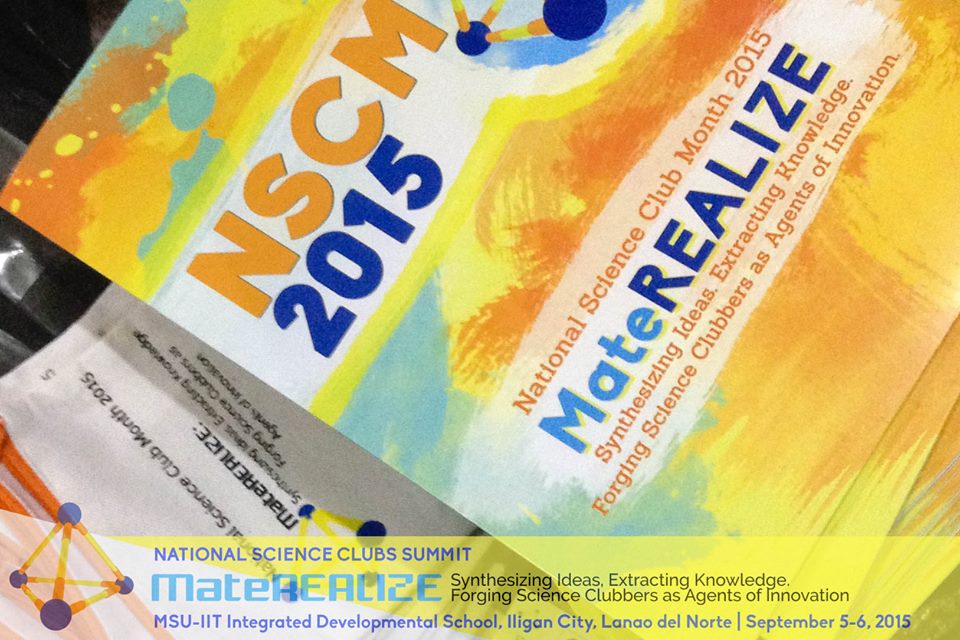 NSCM
2015
National Science Club Month 2015
MateREALIZE
Synthesizing Ideas. Extracting Knowledge.
Forging Science Clubbers as Agents of Innovation.
5
National Science Club Month 2015
MateREALIZE:
Synthesizing Ideas Extracting Knowledge
Forging Science Clubbers as
Agents of Innovation
NATIONAL SCIENCE CLUBS SUMMIT
MateREALIZE
Synthesizing Ideas, Extracting Knowledge.
Forging Science Clubbers as Agents of Innovation
MSU-IIT Integrated Developmental School, Iligan City, Lanao del Norte | September 5-6, 2015